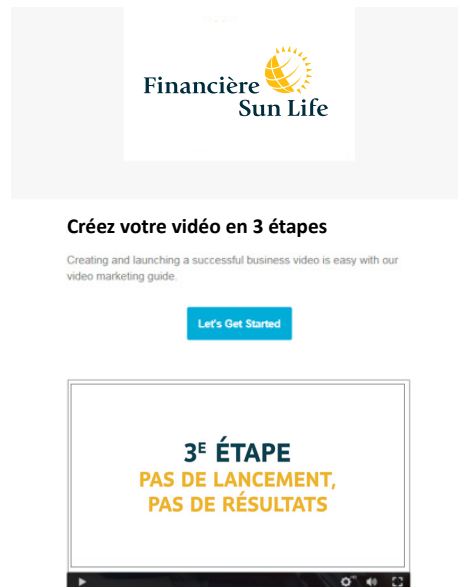 Financière
Sun Life
Créez votre vidéo en 3 étapes
Creating and launching a successful business video is easy with our
video marketing guide.
Let's Get Started
3ᴱ ÉTAPE
PAS DE LANCEMENT,
PAS DE RÉSULTATS